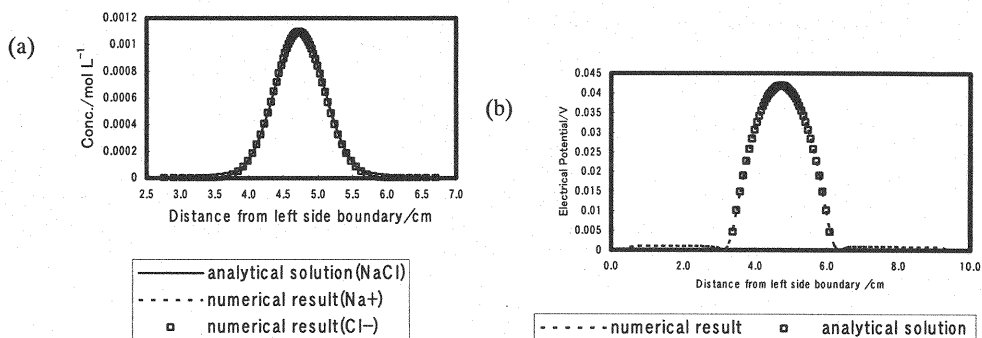 (a)
Conc./mol L⁻¹
0.0012
0.001
0.0008
0.0006
0.0004
0.0002
0
2.5 3.0 3.5 4.0 4.5 5.0 5.5 6.0 6.5 7.0
Distance from left side boundary/cm
analytical solution(NaCl)
numerical result(Na+)
numerical result(Cl-)
(b)
Electrical Potential/V
0.045
0.04
0.035
0.03
0.025
0.02
0.015
0.01
0.005
0
0.0 2.0 4.0 6.0 8.0 10.0
Distance from left side boundary/cm
numerical result analytical solution